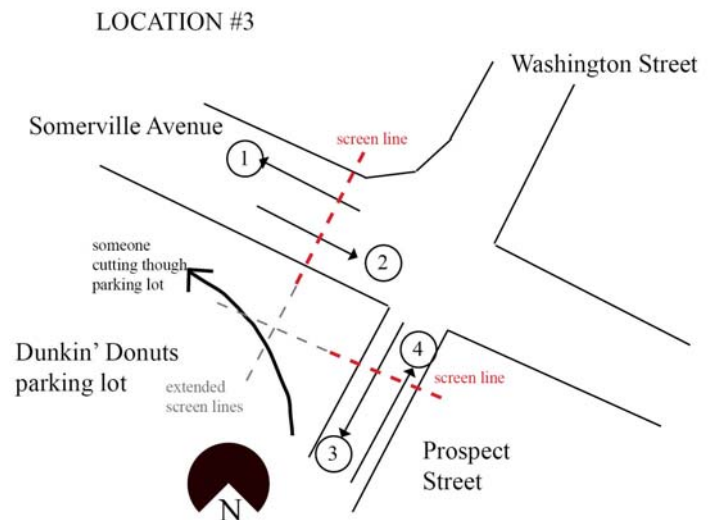 LOCATION #3
Washington Street
Somerville Avenue
screen line
1
2
someone
cutting though
parking lot
Dunkin' Donuts
parking lot
extended
screen lines
4
screen line
3
Prospect
Street
N